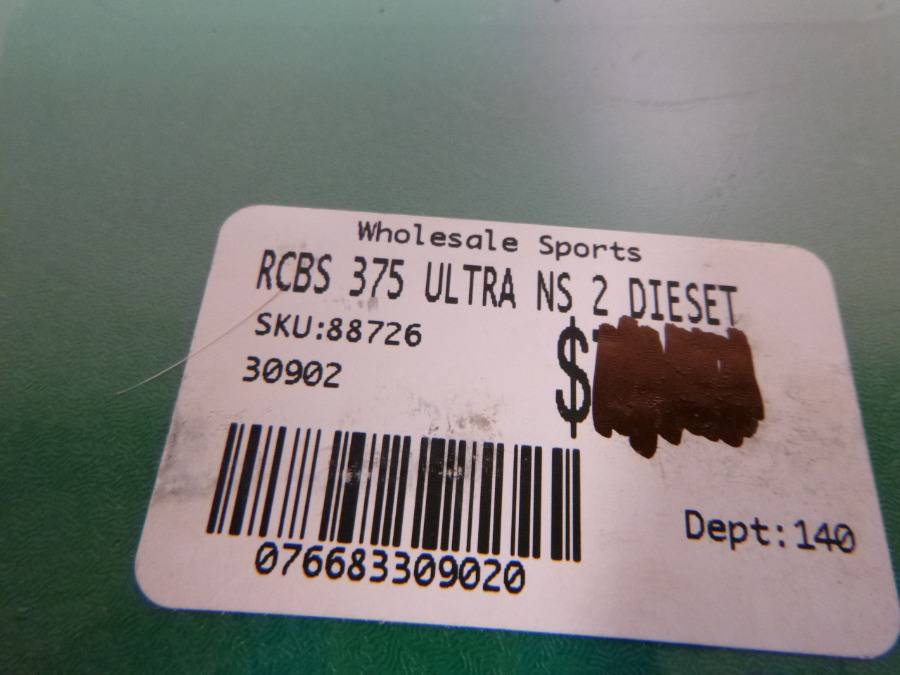 Wholesale Sports
RCBS 375 ULTRA NS 2 DIESET
SKU:88726
30902
$
076683309020
Dept:140